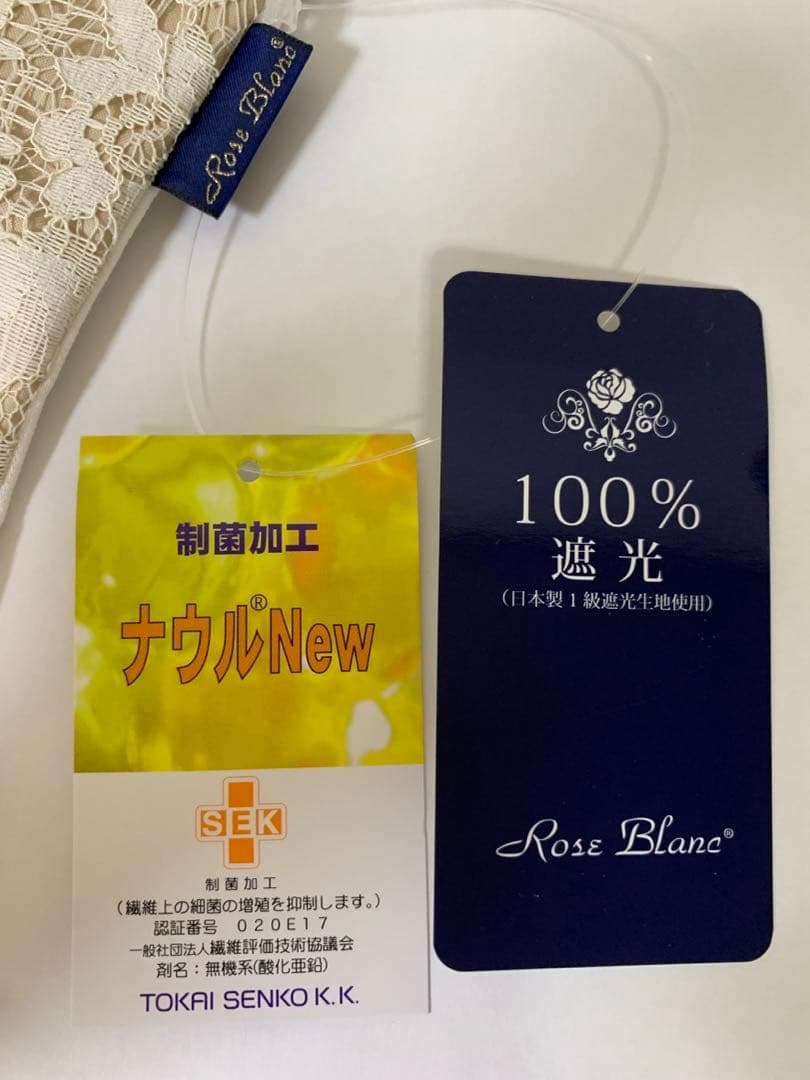 Rose Blanc®
制菌加工
ナウル®New
SEK
制菌加工
(繊維上の細菌の増殖を抑制します。)
認証番号 020E17
一般社団法人繊維評価技術協議会
剤名:無機系(酸化亜鉛)
TOKAI SENKO K.K.
100%
遮光
(日本製1級遮光生地使用)
Rose Blanc®